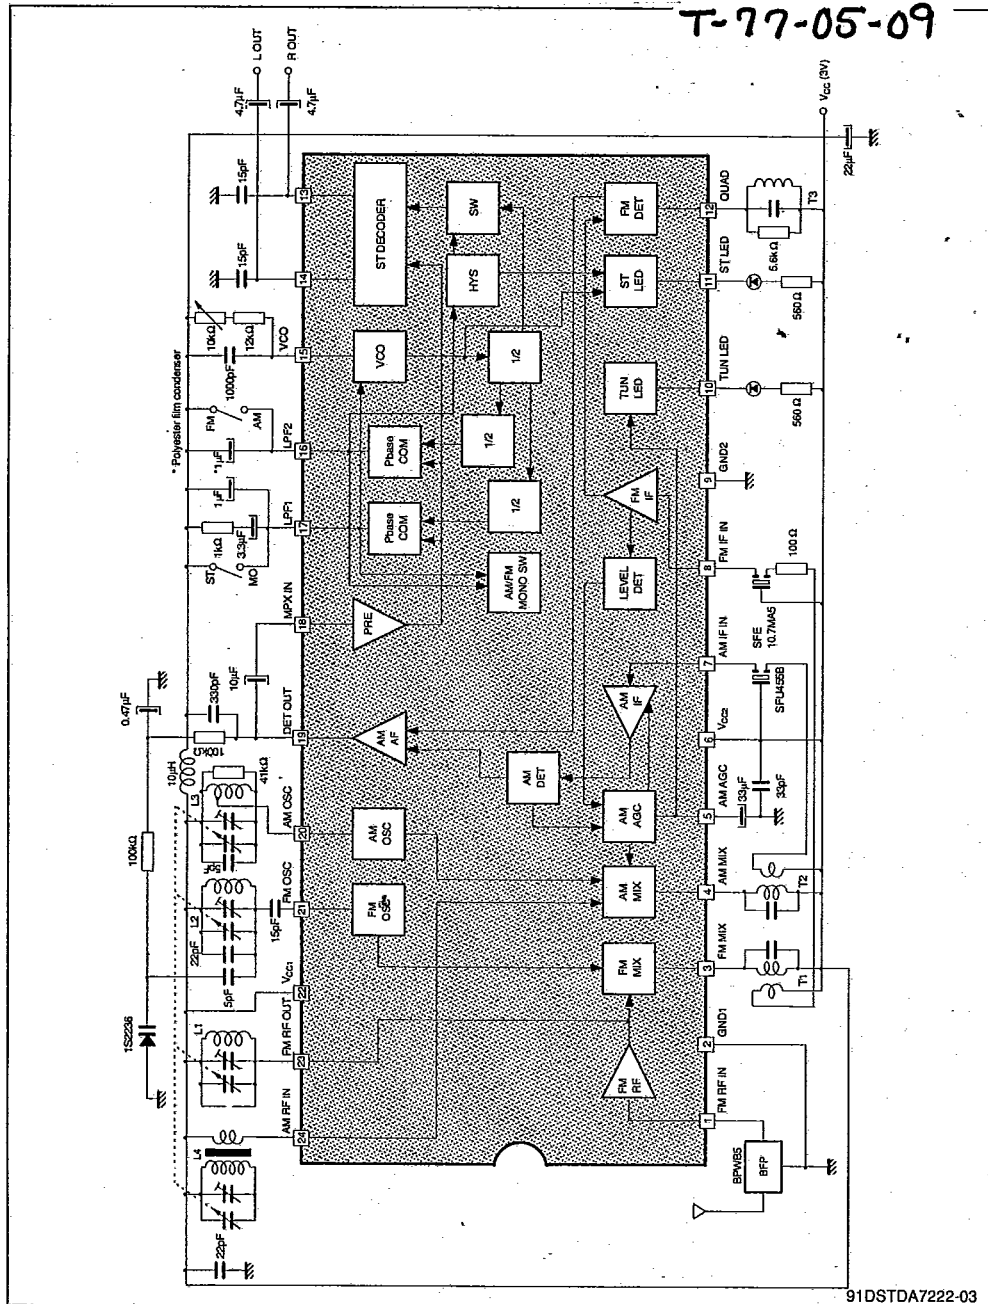 T-77-05-09
L OUT
R OUT
4.7µF
4.7µF
VCC (3V)
22µF
15pF
15pF
13
14
ST DECODER
SW
HYS
FM DET
ST LED
12
QUAD
T3
5.6kΩ
11
ST LED
560Ω
10kΩ
12kΩ
VCO
15
1000pF
VCO
1/2
TUN LED
10
TUN LED
560Ω
* Polyester film condenser
FM
AM
LPF2
16
*1µF
Phase COM
1/2
9
GND2
1µF
LPF1
17
1kΩ
3.3µF
Phase COM
1/2
FM IF
ST
MO
AM/FM MONO SW
LEVEL DET
8
FM IF IN
100Ω
SFE 10.7MA5
MPX IN
18
PRE
10µF
AM IF
7
AM IF IN
SFU455B
0.47µF
330pF
DET OUT
19
100kΩ
AM AF
AM DET
6
VCC2
10µH
41kΩ
L3
AM OSC
20
5pF
AM OSC
AM AGC
5
AM AGC
33µF
33pF
100kΩ
L2
22pF
5pF
FM OSC
21
15pF
FM OSC
AM MIX
4
AM MIX
T2
VCC1
22
FM MIX
3
FM MIX
T1
1S2236
L1
FM RF OUT
23
FM RF
2
GND1
AM RF IN
24
L4
22pF
1
FM RF IN
BPWB5
BFP
91DSTDA7222-03